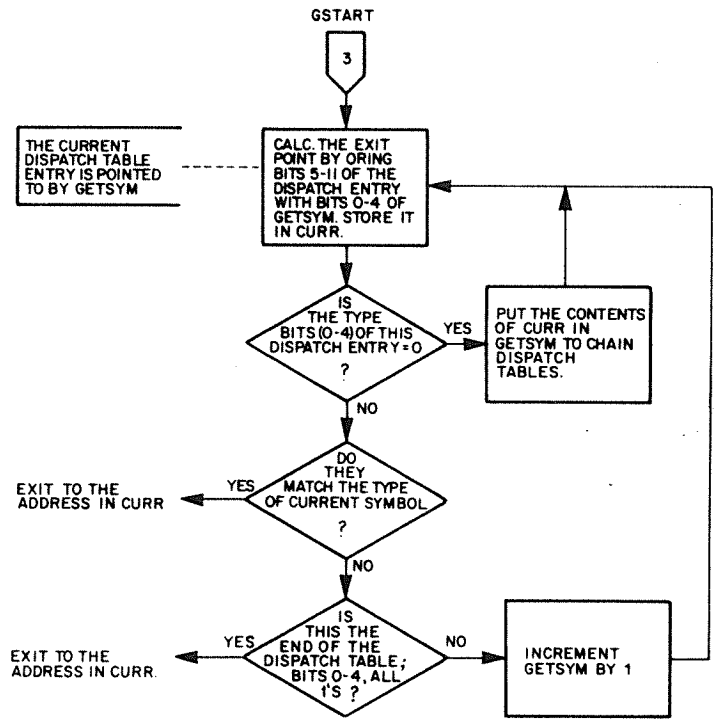 GSTART
3
THE CURRENT
DISPATCH TABLE
ENTRY IS POINTED
TO BY GETSYM
CALC. THE EXIT
POINT BY ORING
BITS 5-11 OF THE
DISPATCH ENTRY
WITH BITS 0-4 OF
GETSYM. STORE IT
IN CURR.
IS
THE TYPE
BITS (0-4) OF THIS
DISPATCH ENTRY = 0
?
YES
PUT THE CONTENTS
OF CURR IN
GETSYM TO CHAIN
DISPATCH
TABLES.
NO
DO
THEY
MATCH THE TYPE
OF CURRENT SYMBOL
?
YES
EXIT TO THE
ADDRESS IN CURR
NO
IS
THIS THE
END OF THE
DISPATCH TABLE;
BITS 0-4, ALL
1'S ?
YES
EXIT TO THE
ADDRESS IN CURR.
NO
INCREMENT
GETSYM BY 1